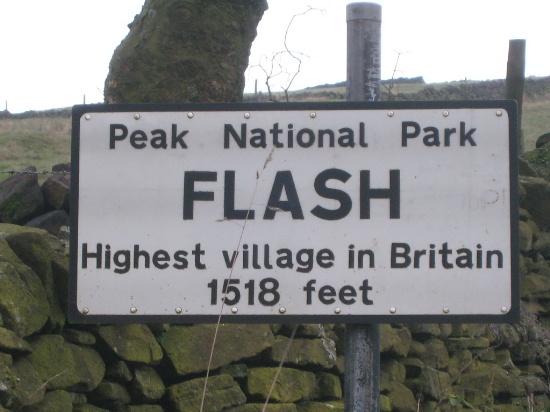 Peak National Park
FLASH
Highest village in Britain
1518 feet